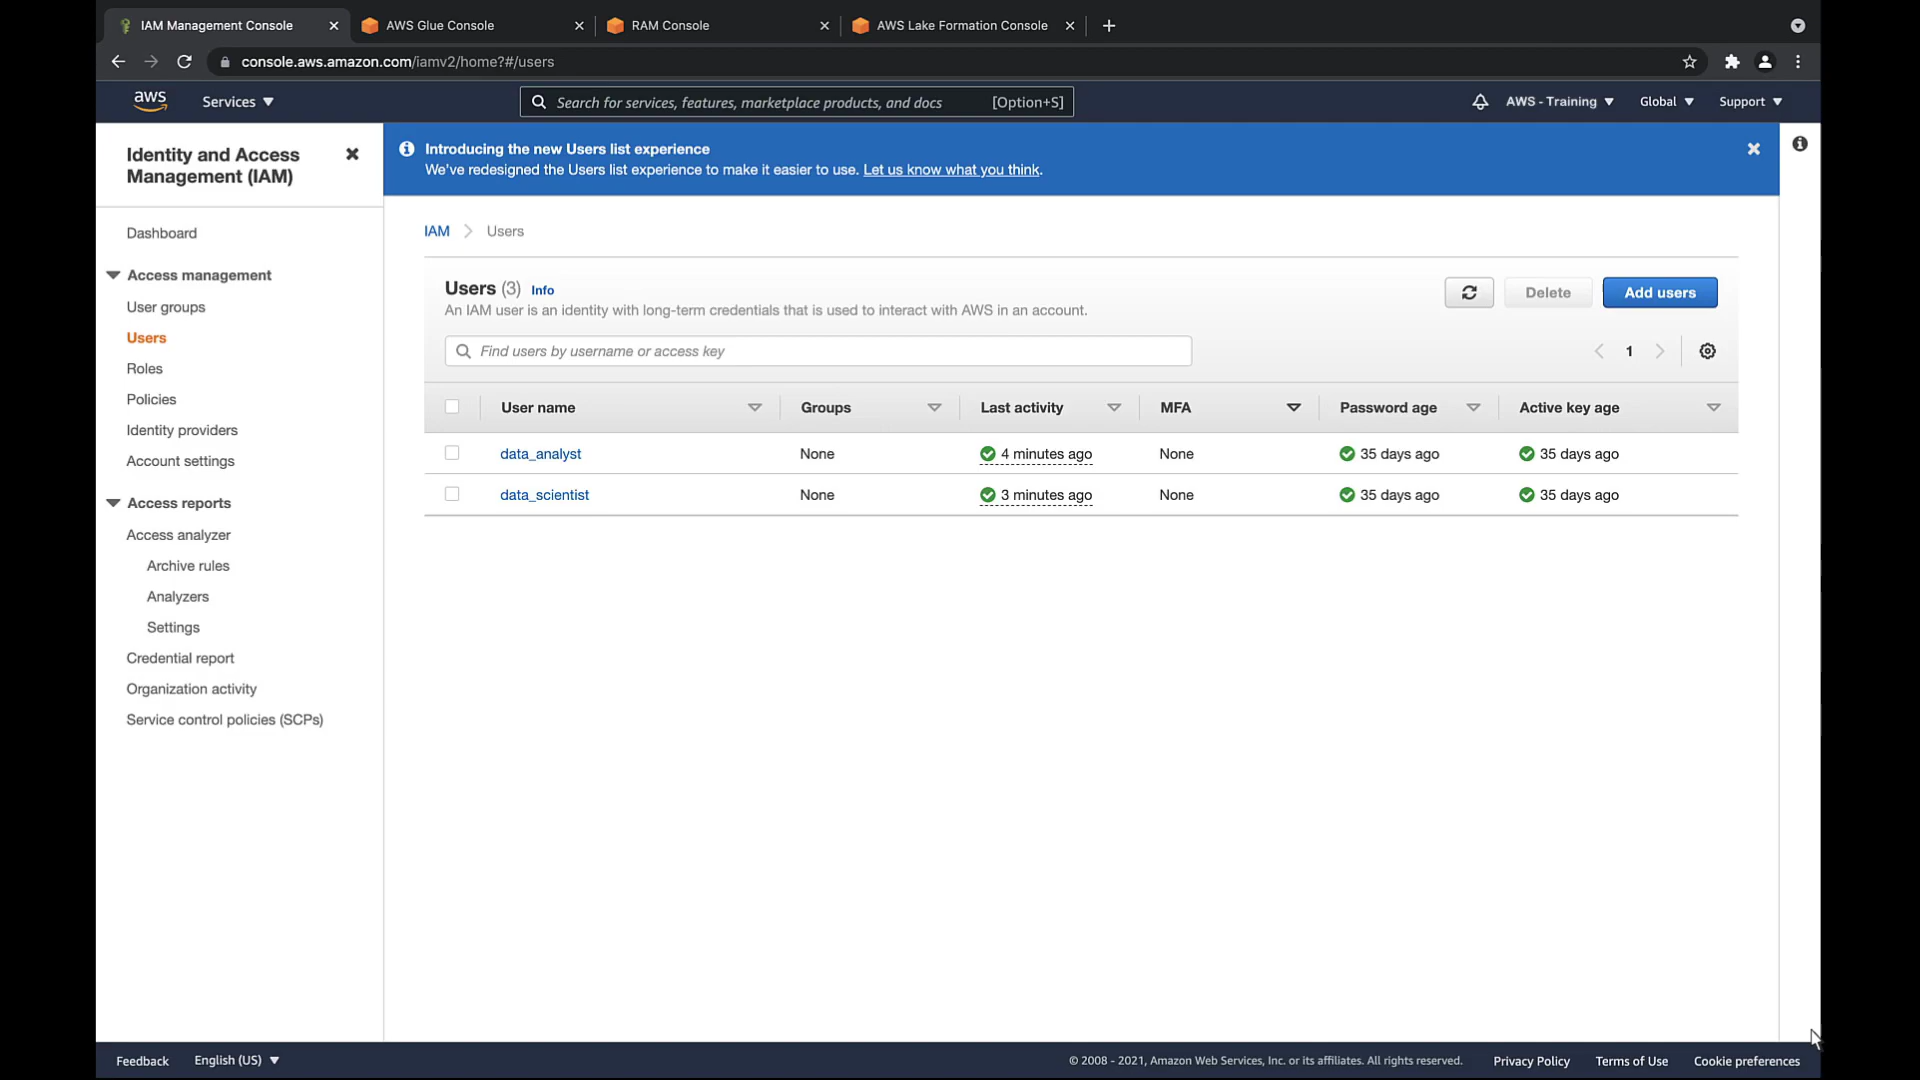 IAM Management Console
AWS Glue Console
RAM Console
AWS Lake Formation Console
console.aws.amazon.com/iamv2/home?#/users
aws
Services
Search for services, features, marketplace products, and docs
[Option+S]
AWS - Training
Global
Support
Identity and Access
Management (IAM)
Dashboard
Access management
User groups
Users
Roles
Policies
Identity providers
Account settings
Access reports
Access analyzer
Archive rules
Analyzers
Settings
Credential report
Organization activity
Service control policies (SCPs)
Introducing the new Users list experience
We've redesigned the Users list experience to make it easier to use. Let us know what you think.
IAM > Users
Users (3) Info
An IAM user is an identity with long-term credentials that is used to interact with AWS in an account.
Delete
Add users
Find users by username or access key
1
User name Groups Last activity MFA Password age Active key age
data_analyst None 4 minutes ago None 35 days ago 35 days ago
data_scientist None 3 minutes ago None 35 days ago 35 days ago
Feedback
English (US)
© 2008 - 2021, Amazon Web Services, Inc. or its affiliates. All rights reserved.
Privacy Policy
Terms of Use
Cookie preferences